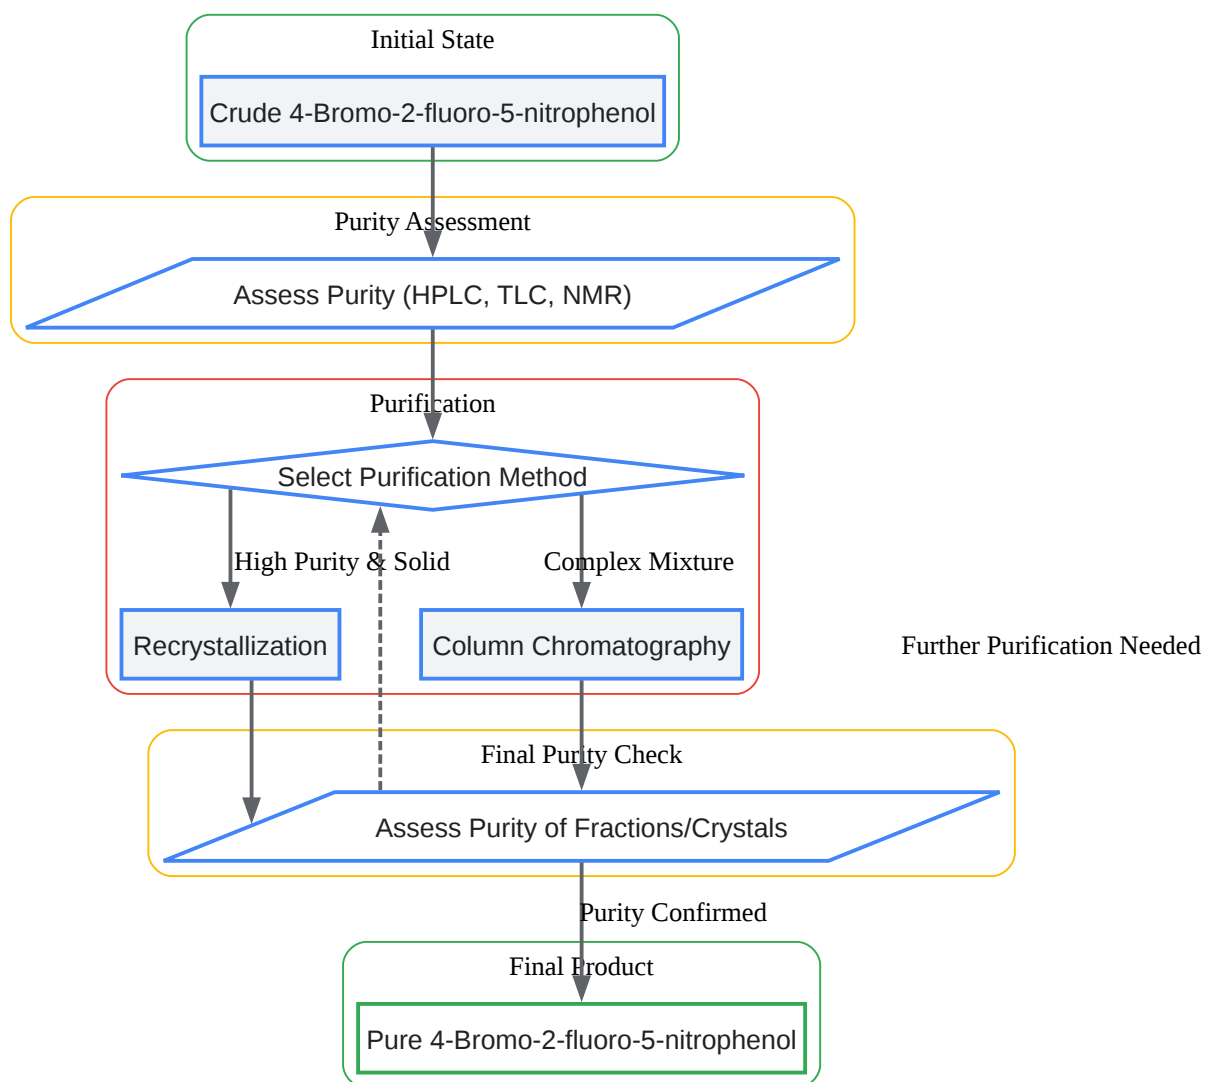 Initial State
Crude 4-Bromo-2-fluoro-5-nitrophenol
Purity Assessment
Assess Purity (HPLC, TLC, NMR)
Purification
Select Purification Method
High Purity & Solid
Complex Mixture
Recrystallization
Column Chromatography
Further Purification Needed
Final Purity Check
Assess Purity of Fractions/Crystals
Purity Confirmed
Final Product
Pure 4-Bromo-2-fluoro-5-nitrophenol